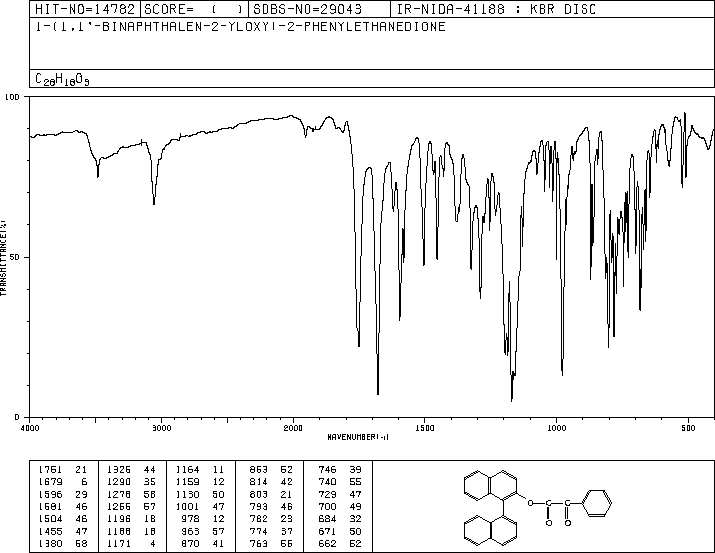 HIT-NO=14782 SCORE= ( ) SDBS-NO=29043 IR-NIDA-41188 : KBR DISC
1-(1,1'-BINAPHTHALEN-2-YLOXY)-2-PHENYLETHANEDIONE
C28H18O3
100
50
0
TRANSMITTANCE(%)
4000 3000 2000 1500 1000 500
WAVENUMBER(-1)
1751 21 1325 44 1164 11 863 52 746 39
1679 6 1290 35 1159 12 814 42 740 55
1596 29 1278 58 1130 50 803 21 729 47
1581 46 1256 57 1001 47 793 46 700 49
1504 46 1196 18 978 12 782 23 684 32
1455 47 1188 18 963 57 774 37 671 50
1380 58 1171 4 870 41 763 55 662 52
O C C
O O